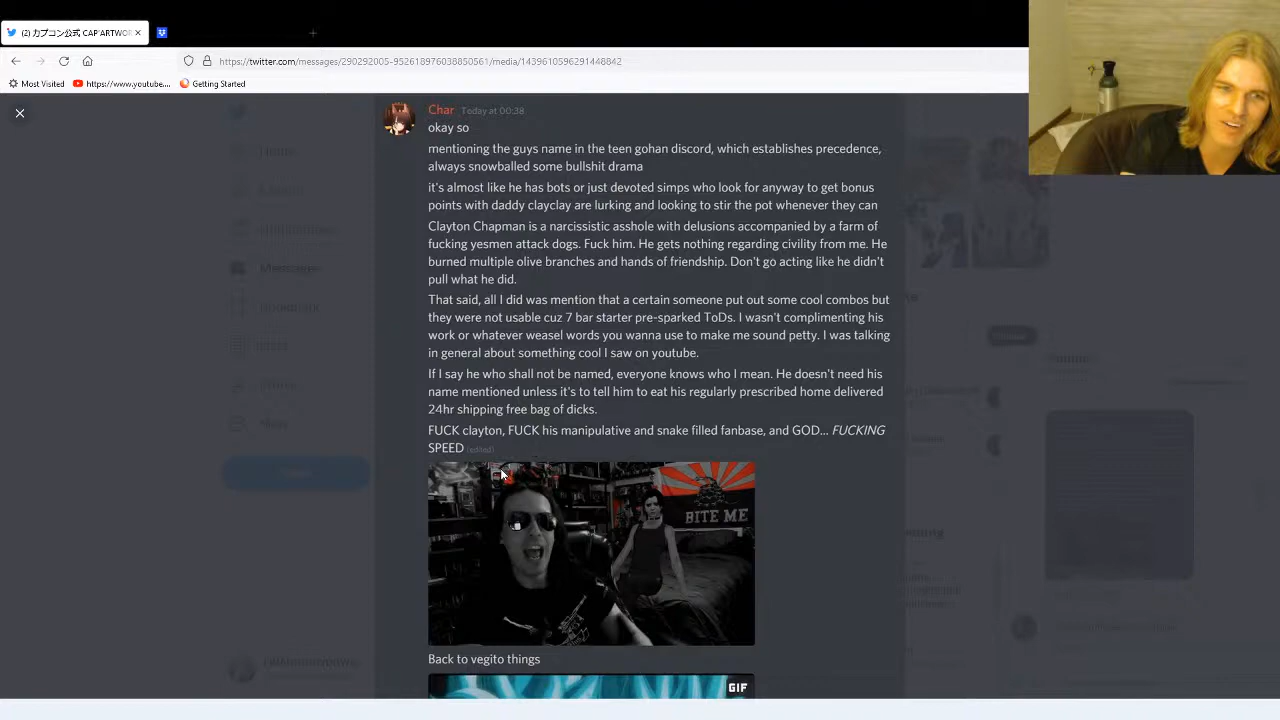 (2) カプコン公式 CAP'ARTWOR
https://twitter.com/messages/290292005-952618976038850561/media/1439610596291448842
Most Visited
https://www.youtube....
Getting Started
Char Today at 00:38
okay so
mentioning the guys name in the teen gohan discord, which establishes precedence,
always snowballed some bullshit drama
it's almost like he has bots or just devoted simps who look for anyway to get bonus
points with daddy clayclay are lurking and looking to stir the pot whenever they can
Clayton Chapman is a narcissistic asshole with delusions accompanied by a farm of
fucking yesmen attack dogs. Fuck him. He gets nothing regarding civility from me. He
burned multiple olive branches and hands of friendship. Don't go acting like he didn't
pull what he did.
That said, all I did was mention that a certain someone put out some cool combos but
they were not usable cuz 7 bar starter pre-sparked ToDs. I wasn't complimenting his
work or whatever weasel words you wanna use to make me sound petty. I was talking
in general about something cool I saw on youtube.
If I say he who shall not be named, everyone knows who I mean. He doesn't need his
name mentioned unless it's to tell him to eat his regularly prescribed home delivered
24hr shipping free bag of dicks.
FUCK clayton, FUCK his manipulative and snake filled fanbase, and GOD... FUCKING
SPEED (edited)
BITE ME
Back to vegito things
GIF